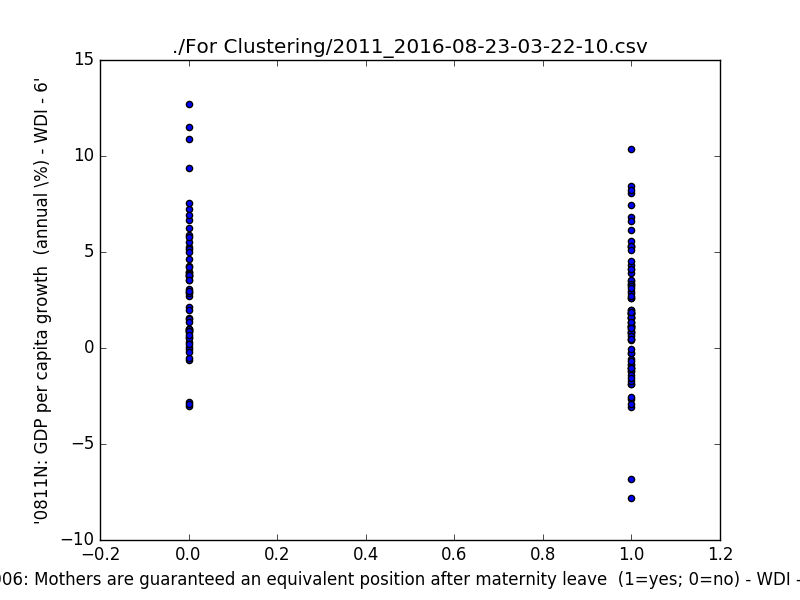 ./For Clustering/2011_2016-08-23-03-22-10.csv
'0811N: GDP per capita growth  (annual \%) - WDI - 6'
15
10
5
0
−5
−10
−0.2 0.0 0.2 0.4 0.6 0.8 1.0 1.2
006: Mothers are guaranteed an equivalent position after maternity leave  (1=yes; 0=no) - WDI -